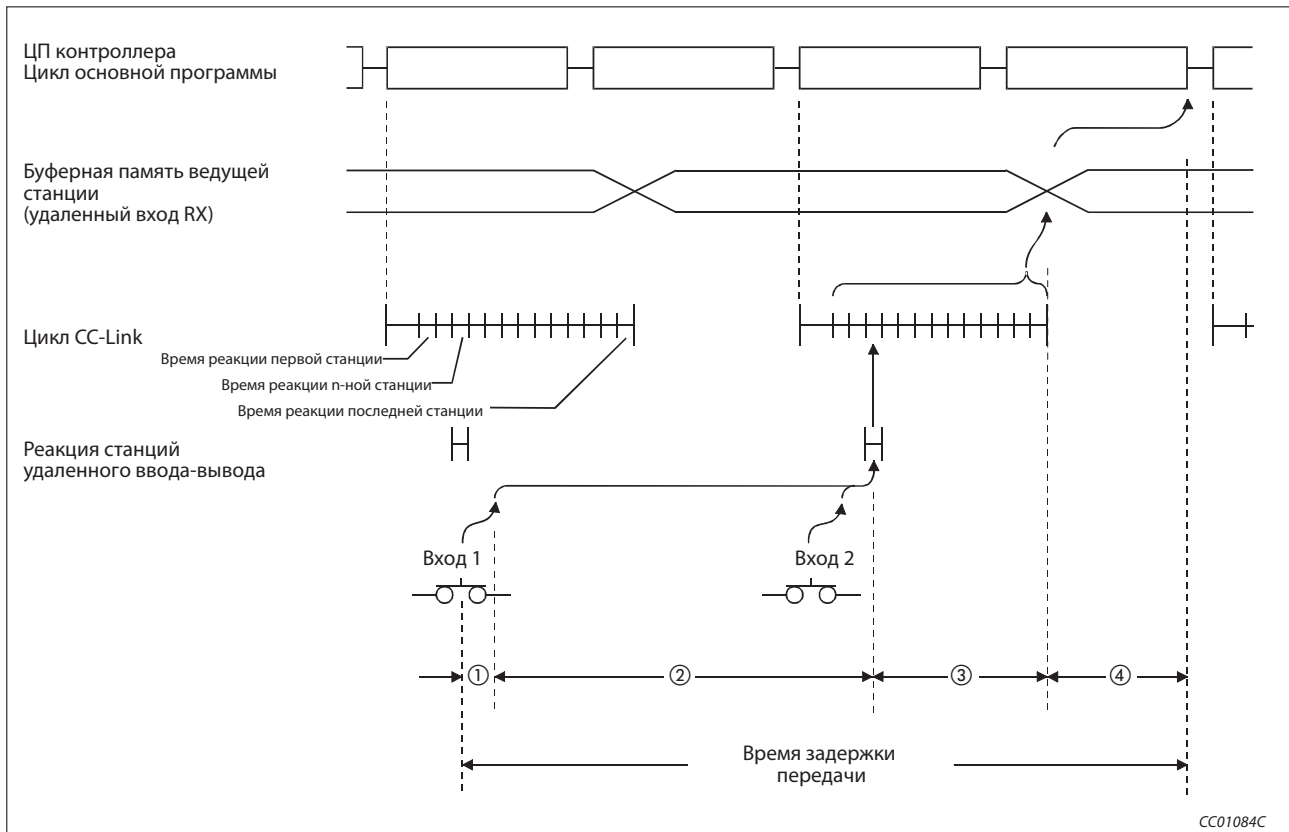 ЦП контроллера
Цикл основной программы
Буферная память ведущей
станции
(удаленный вход RX)
Цикл CC-Link
Время реакции первой станции
Время реакции n-ной станции
Время реакции последней станции
Реакция станций
удаленного ввода-вывода
Вход 1
Вход 2
① ② ③ ④
Время задержки
передачи
CC01084C